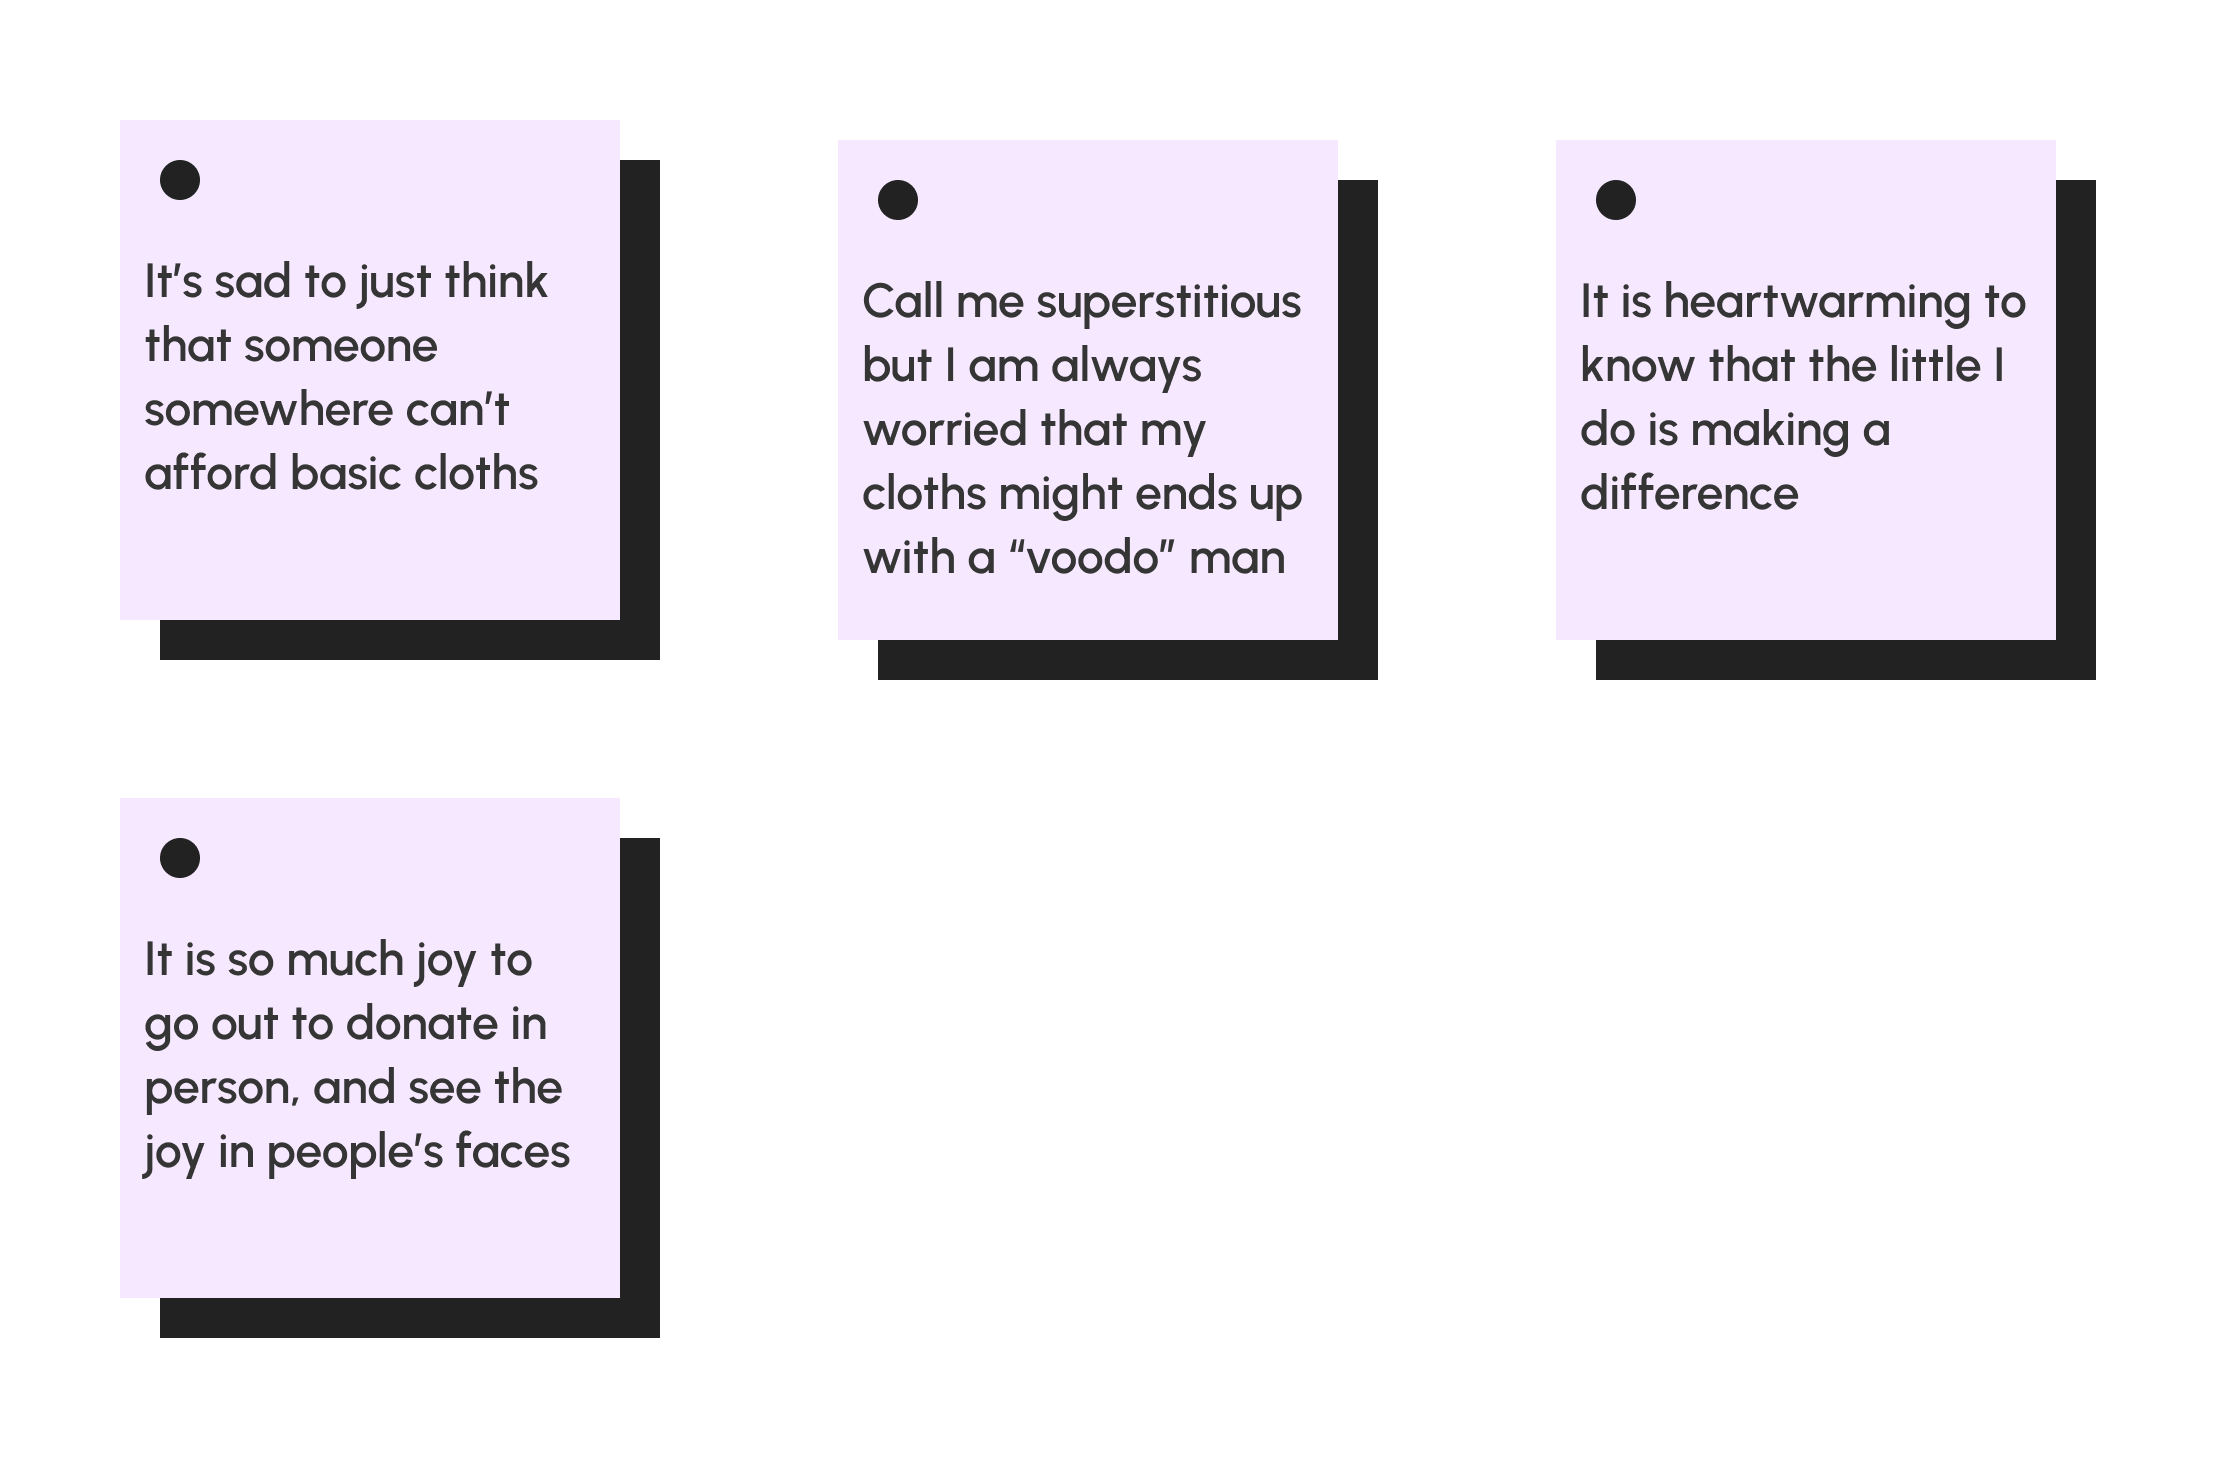 It's sad to just think
that someone
somewhere can't
afford basic cloths
Call me superstitious
but I am always
worried that my
cloths might ends up
with a “voodo” man
It is heartwarming to
know that the little I
do is making a
difference
It is so much joy to
go out to donate in
person, and see the
joy in people's faces